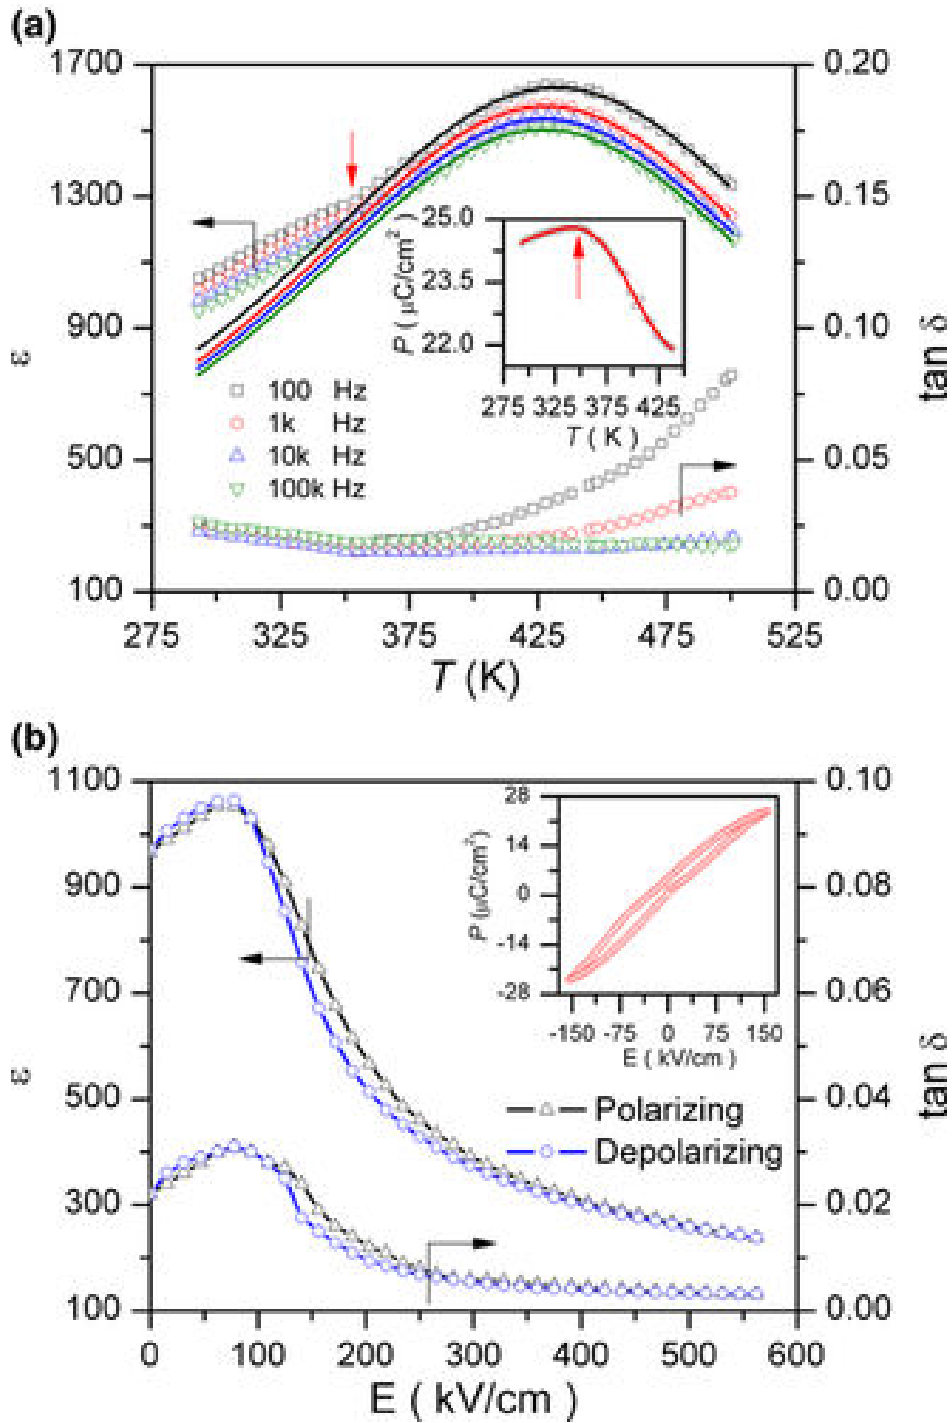 (a)
1700
1300
900
500
100
ε
0.20
0.15
0.10
0.05
0.00
tan δ
100 Hz
1k Hz
10k Hz
100k Hz
25.0
23.5
22.0
P ( μC/cm²)
275 325 375 425
T ( K )
275 325 375 425 475 525
T (K)
(b)
1100
900
700
500
300
100
ε
0.10
0.08
0.06
0.04
0.02
0.00
tan δ
28
14
0
-14
-28
P (μC/cm²)
-150 -75 0 75 150
E ( kV/cm)
Polarizing
Depolarizing
0 100 200 300 400 500 600
E ( kV/cm)